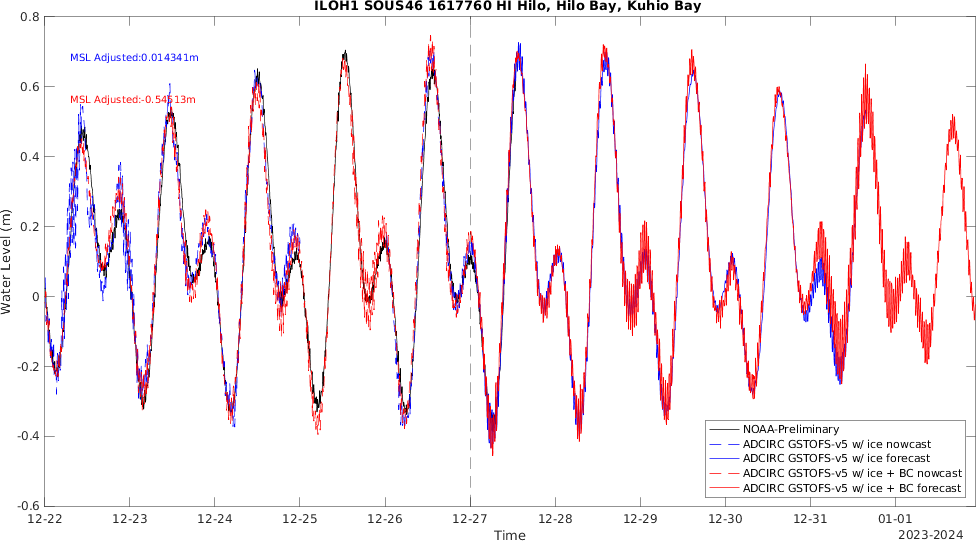 ILOH1 SOUS46 1617760 HI Hilo, Hilo Bay, Kuhio Bay
0.8
0.6
0.4
0.2
0
-0.2
-0.4
-0.6
Water Level (m)
MSL Adjusted:0.014341m
MSL Adjusted:-0.54513m
NOAA-Preliminary
ADCIRC GSTOFS-v5 w/ ice nowcast
ADCIRC GSTOFS-v5 w/ ice forecast
ADCIRC GSTOFS-v5 w/ ice + BC nowcast
ADCIRC GSTOFS-v5 w/ ice + BC forecast
12-22 12-23 12-24 12-25 12-26 12-27 12-28 12-29 12-30 12-31 01-01
Time
2023-2024